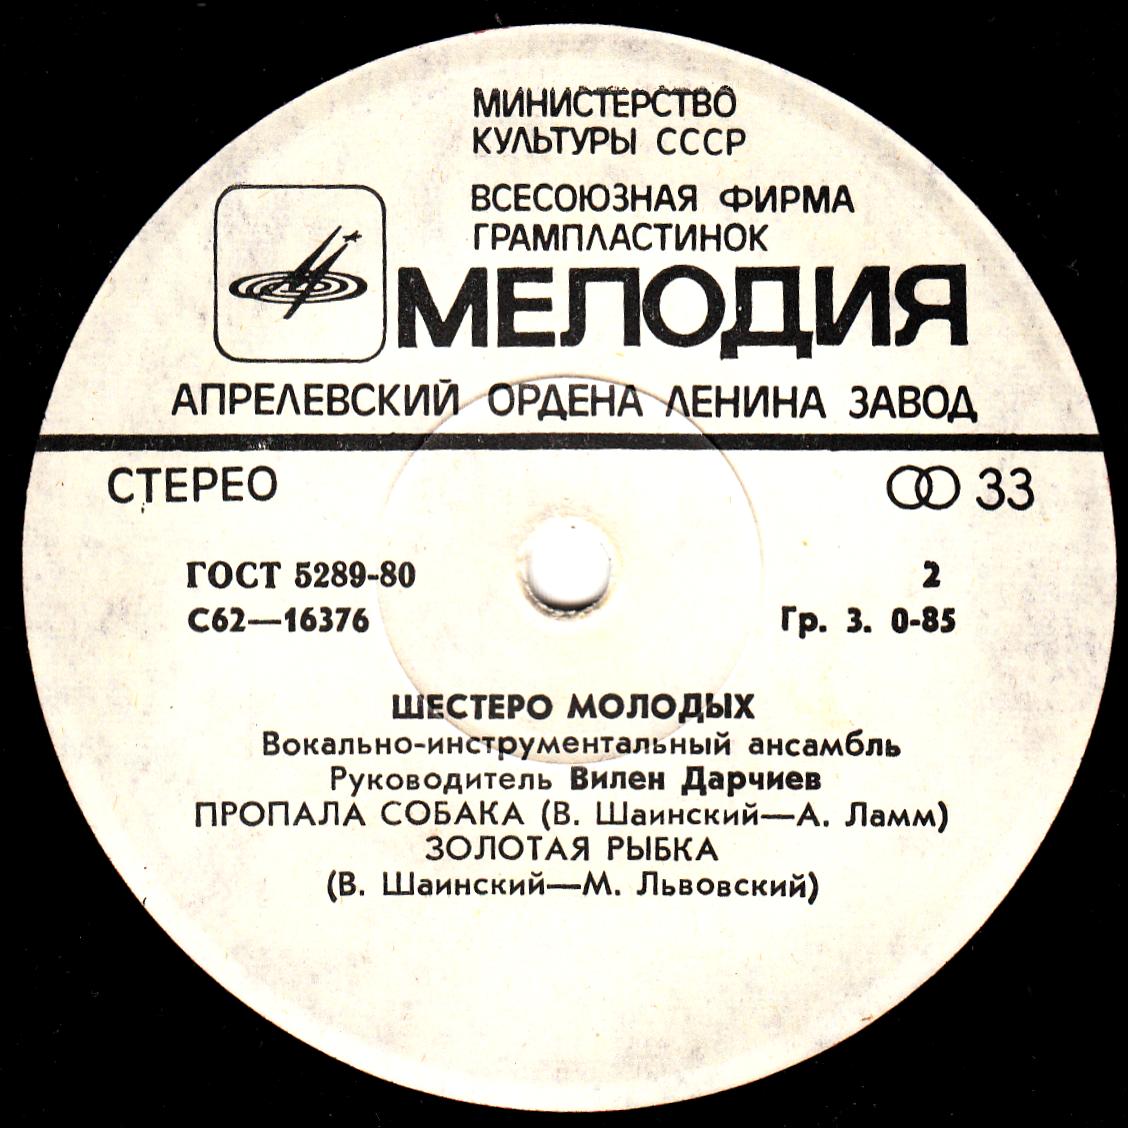 МИНИСТЕРСТВО
КУЛЬТУРЫ СССР
ВСЕСОЮЗНАЯ ФИРМА
ГРАМПЛАСТИНОК
МЕЛОДИЯ
АПРЕЛЕВСКИЙ ОРДЕНА ЛЕНИНА ЗАВОД
СТЕРЕО 33
ГОСТ 5289-80 2
С62—16376 Гр. 3. 0-85
ШЕСТЕРО МОЛОДЫХ
Вокально-инструментальный ансамбль
Руководитель Вилен Дарчиев
ПРОПАЛА СОБАКА (В. Шаинский—А. Ламм)
ЗОЛОТАЯ РЫБКА
(В. Шаинский—М. Львовский)